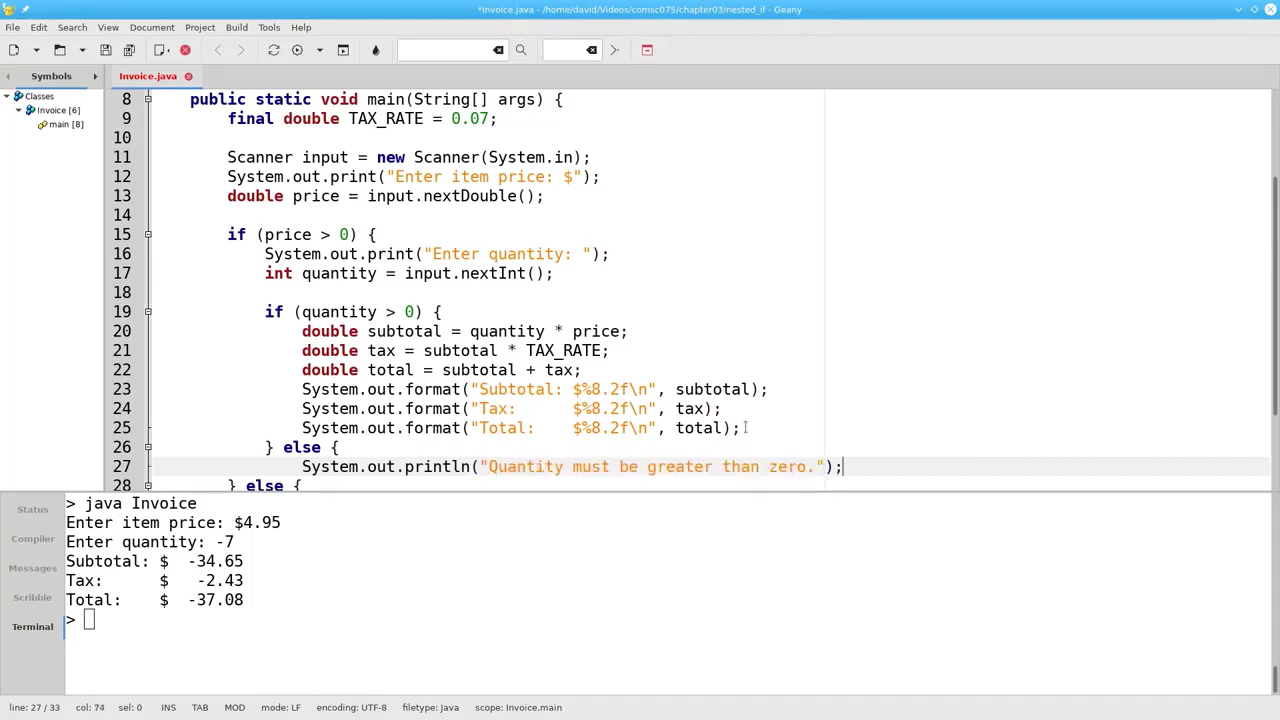 *Invoice.java - /home/david/Videos/comsc075/chapter03/nested_if - Geany
File Edit Search View Document Project Build Tools Help
Symbols Invoice.java
Classes
Invoice [6]
main [8]
8 public static void main(String[] args) {
9 final double TAX_RATE = 0.07;
10
11 Scanner input = new Scanner(System.in);
12 System.out.print("Enter item price: $");
13 double price = input.nextDouble();
14
15 if (price > 0) {
16 System.out.print("Enter quantity: ");
17 int quantity = input.nextInt();
18
19 if (quantity > 0) {
20 double subtotal = quantity * price;
21 double tax = subtotal * TAX_RATE;
22 double total = subtotal + tax;
23 System.out.format("Subtotal: $%8.2f\n", subtotal);
24 System.out.format("Tax:      $%8.2f\n", tax);
25 System.out.format("Total:    $%8.2f\n", total);
26 } else {
27 System.out.println("Quantity must be greater than zero.");
28 } else {
Status
Compiler
Messages
Scribble
Terminal
> java Invoice
Enter item price: $4.95
Enter quantity: -7
Subtotal: $  -34.65
Tax:      $   -2.43
Total:    $  -37.08
>
line: 27 / 33 col: 74 sel: 0 INS TAB MOD mode: LF encoding: UTF-8 filetype: Java scope: Invoice.main